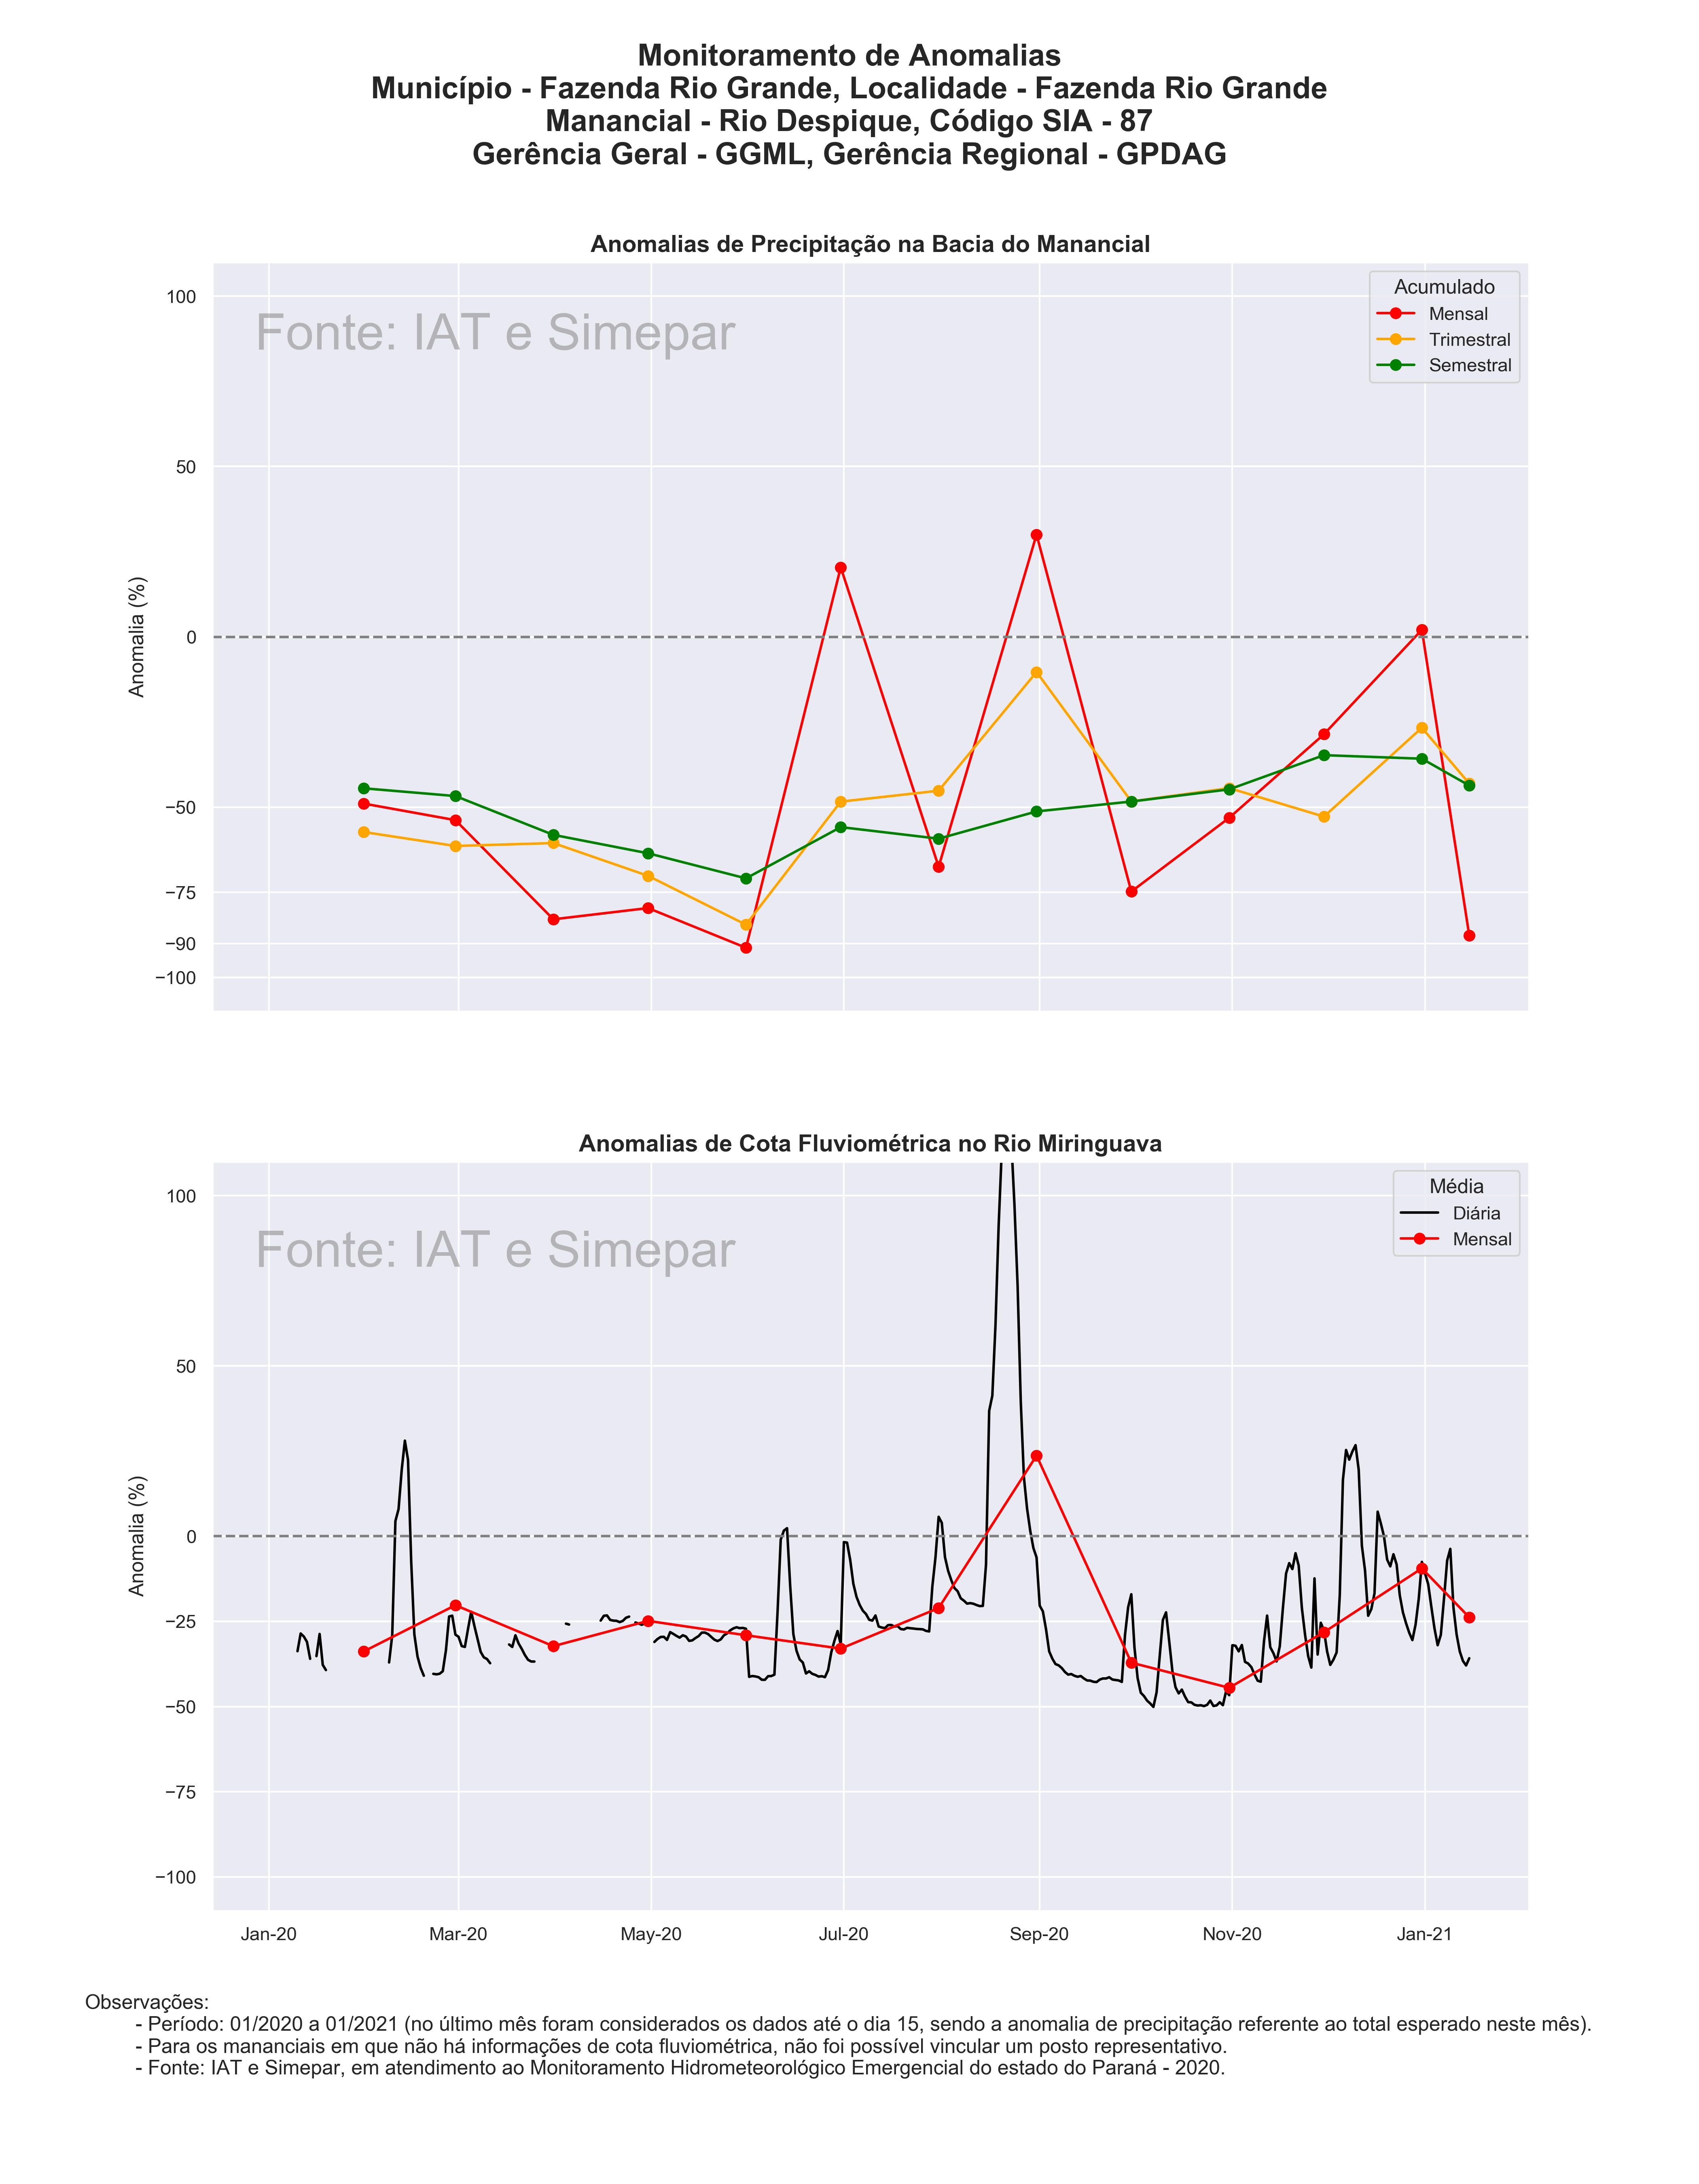 Monitoramento de Anomalias
Município - Fazenda Rio Grande, Localidade - Fazenda Rio Grande
Manancial - Rio Despique, Código SIA - 87
Gerência Geral - GGML, Gerência Regional - GPDAG
Anomalias de Precipitação na Bacia do Manancial
Fonte: IAT e Simepar
Acumulado
Mensal
Trimestral
Semestral
Anomalia (%)
100
50
0
−50
−75
−90
−100
Anomalias de Cota Fluviométrica no Rio Miringuava
Fonte: IAT e Simepar
Média
Diária
Mensal
Anomalia (%)
100
50
0
−25
−50
−75
−100
Jan-20 Mar-20 May-20 Jul-20 Sep-20 Nov-20 Jan-21
Observações:
- Período: 01/2020 a 01/2021 (no último mês foram considerados os dados até o dia 15, sendo a anomalia de precipitação referente ao total esperado neste mês).
- Para os mananciais em que não há informações de cota fluviométrica, não foi possível vincular um posto representativo.
- Fonte: IAT e Simepar, em atendimento ao Monitoramento Hidrometeorológico Emergencial do estado do Paraná - 2020.